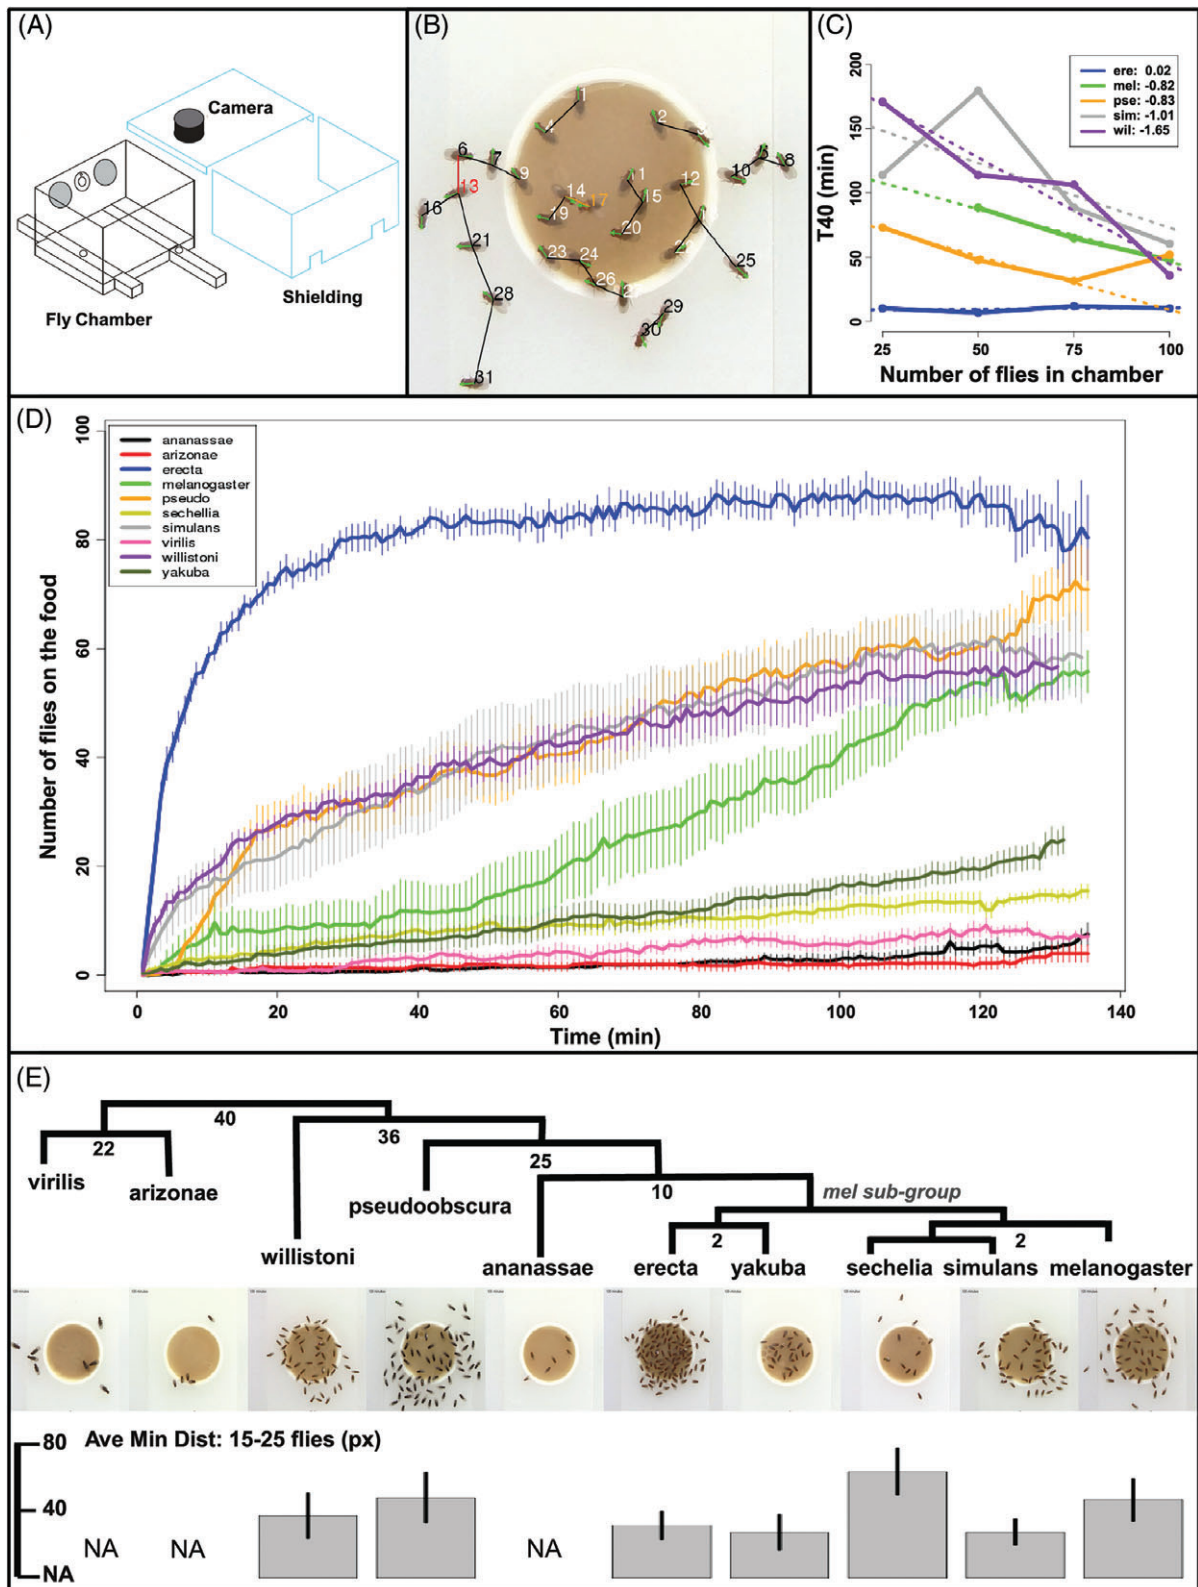 (A)
Camera
Shielding
Fly Chamber
(B)
1
2
4
3
6
7
5
8
10
9
13
12
11
14
17
15
16
19
1
20
21
22
23
24
25
26
2
28
29
30
31
(C)
ere: 0.02
mel: -0.82
pse: -0.83
sim: -1.01
wil: -1.65
T40 (min)
200
150
100
50
0
25 50 75 100
Number of flies in chamber
(D)
ananassae
arizonae
erecta
melanogaster
pseudo
sechellia
simulans
virilis
willistoni
yakuba
Number of flies on the food
100
80
60
40
20
0
0 20 40 60 80 100 120 140
Time (min)
(E)
40
22
36
virilis
arizonae
25
pseudoobscura
10
mel sub-group
willistoni
2
2
ananassae erecta yakuba sechelia simulans melanogaster
80
Ave Min Dist: 15-25 flies (px)
40
NA
NA NA NA